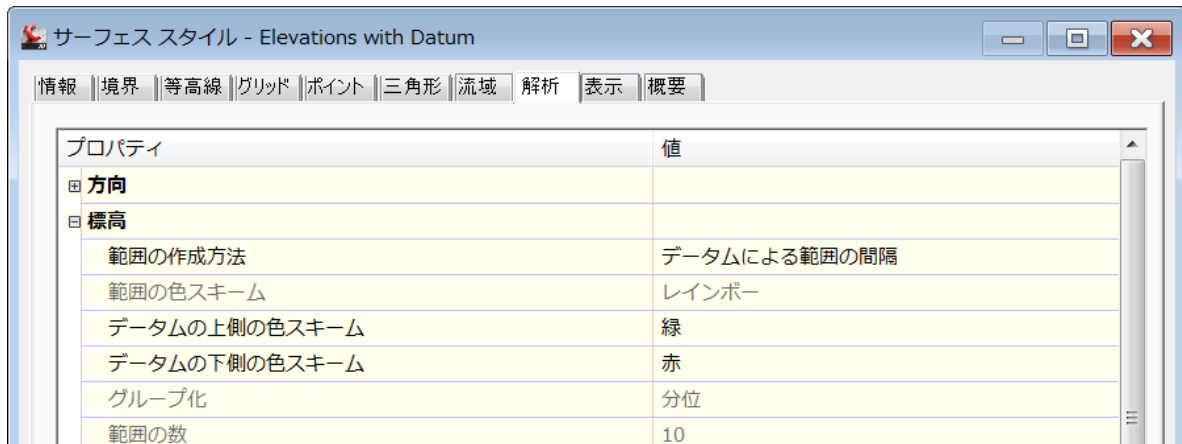 サーフェス スタイル - Elevations with Datum
情報 境界 等高線 グリッド ポイント 三角形 流域 解析 表示 概要
プロパティ 値
方向
標高
範囲の作成方法 データムによる範囲の間隔
範囲の色スキーム レインボー
データムの上側の色スキーム 緑
データムの下側の色スキーム 赤
グループ化 分位
範囲の数 10